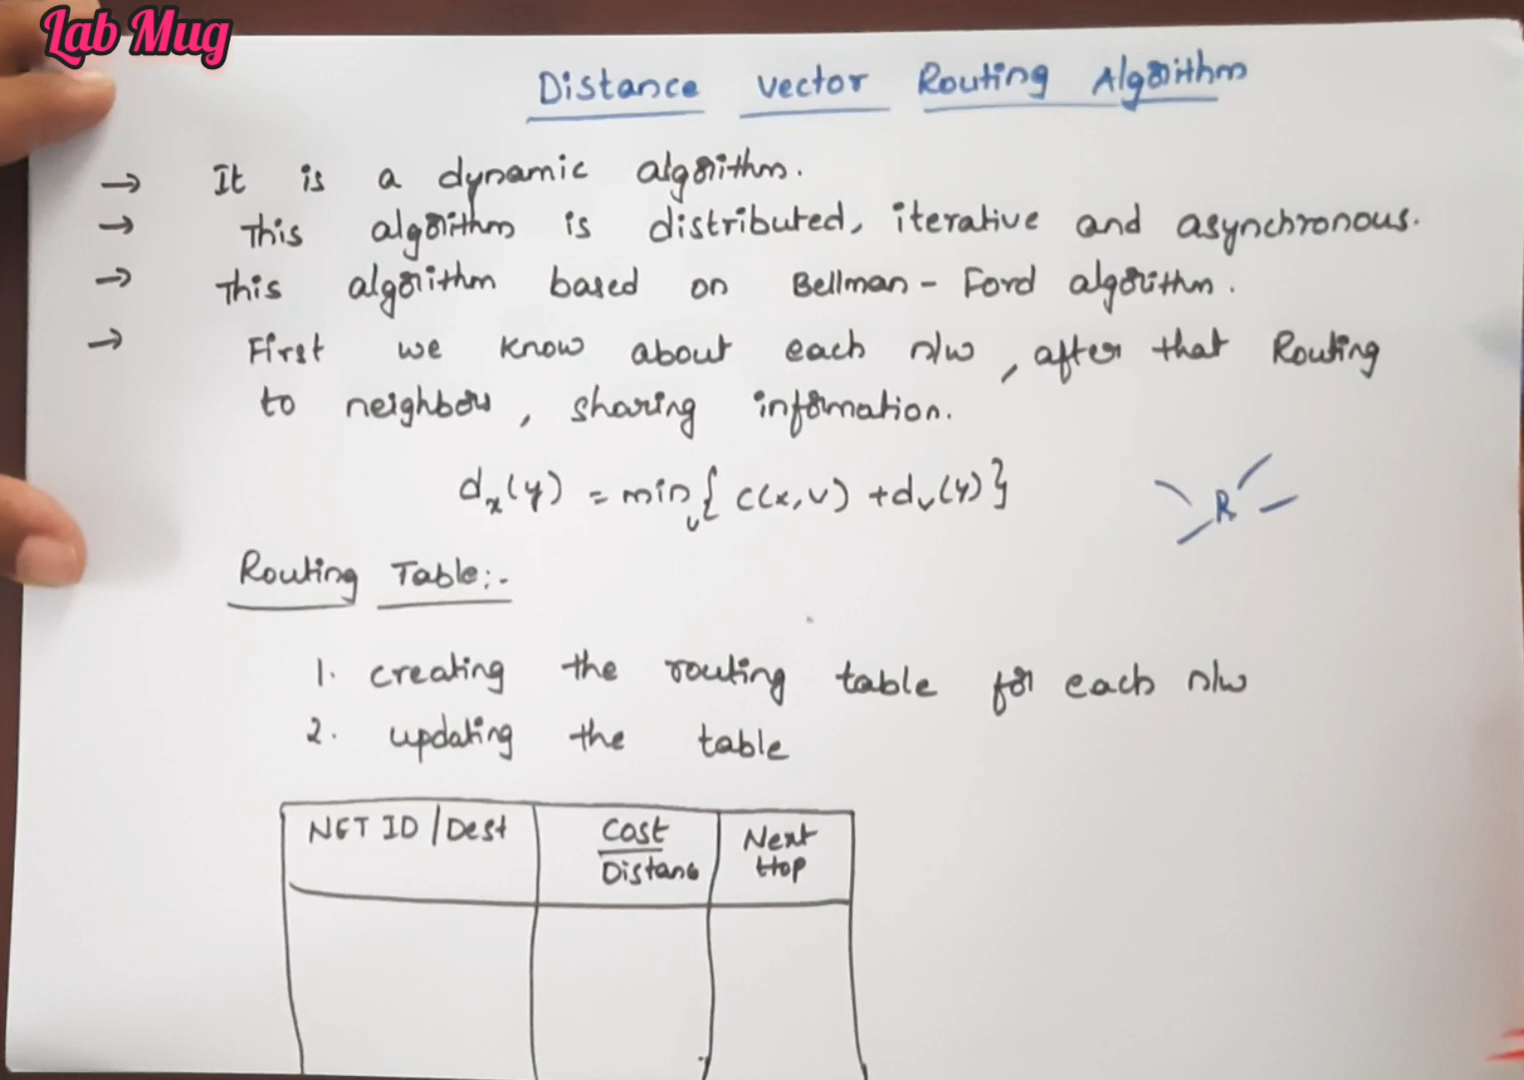 Lab Mug
Distance vector Routing Algorithm
→ It is a dynamic algorithm.
→ This algorithm is distributed, iterative and asynchronous.
→ This algorithm based on Bellman - Ford algorithm.
→ First we know about each n/w, after that Routing
to neighbors, sharing information.
dₓ(y) = minᵥ{ c(x,v) + dᵥ(y)}
R
Routing Table:-
1. creating the routing table for each n/w
2. updating the table
NET ID / Dest Cost Next
Distanc Hop